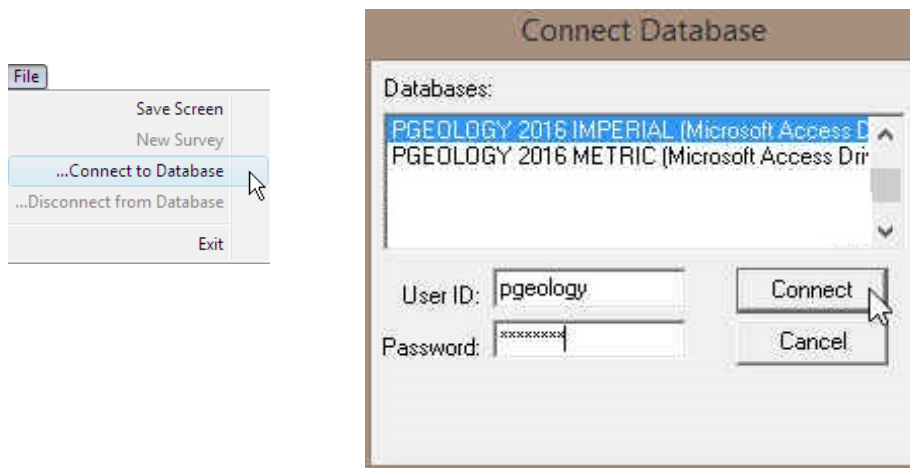 File
Save Screen
New Survey
...Connect to Database
...Disconnect from Database
Exit
Connect Database
Databases:
PGEOLOGY 2016 IMPERIAL (Microsoft Access D
PGEOLOGY 2016 METRIC (Microsoft Access Dri
User ID: pgeology Connect
Password: ******** Cancel